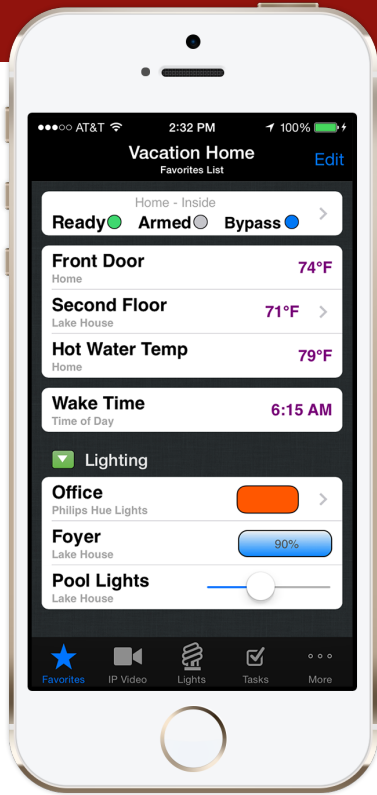 ●●●○○ AT&T 2:32 PM 100%
Vacation Home
Favorites List
Edit
Home - Inside
Ready Armed Bypass
Front Door
Home
74°F
Second Floor
Lake House
71°F
Hot Water Temp
Home
79°F
Wake Time
Time of Day
6:15 AM
Lighting
Office
Philips Hue Lights
Foyer
Lake House
90%
Pool Lights
Lake House
Favorites IP Video Lights Tasks More